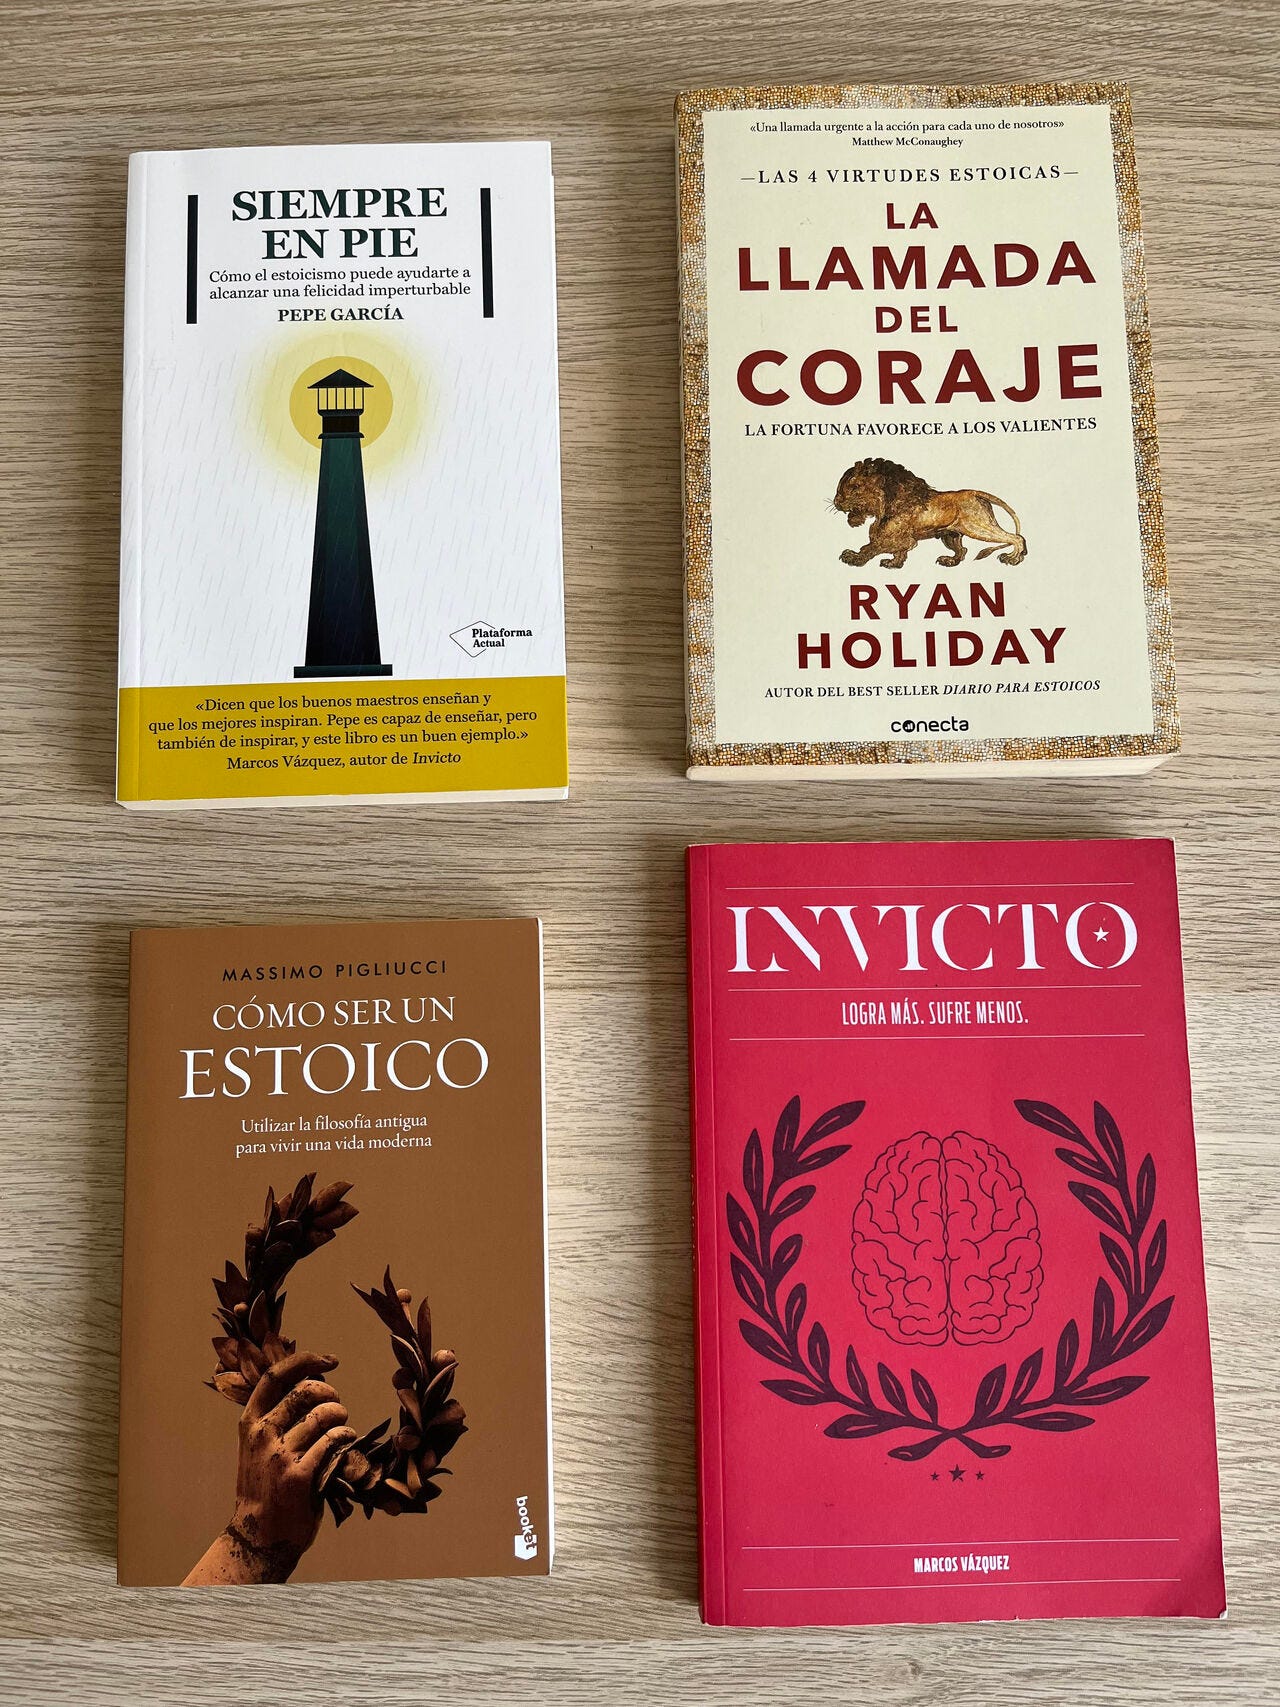 SIEMPRE
EN PIE
Cómo el estoicismo puede ayudarte a
alcanzar una felicidad imperturbable
PEPE GARCÍA
Plataforma
Actual
«Dicen que los buenos maestros enseñan y
que los mejores inspiran. Pepe es capaz de enseñar, pero
también de inspirar, y este libro es un buen ejemplo.»
Marcos Vázquez, autor de Invicto
«Una llamada urgente a la acción para cada uno de nosotros»
Matthew McConaughey
—LAS 4 VIRTUDES ESTOICAS—
LA
LLAMADA
DEL
CORAJE
LA FORTUNA FAVORECE A LOS VALIENTES
RYAN
HOLIDAY
AUTOR DEL BEST SELLER DIARIO PARA ESTOICOS
conecta
MASSIMO PIGLIUCCI
CÓMO SER UN
ESTOICO
Utilizar la filosofía antigua
para vivir una vida moderna
booket
INVICTO
LOGRA MÁS. SUFRE MENOS.
MARCOS VÁZQUEZ